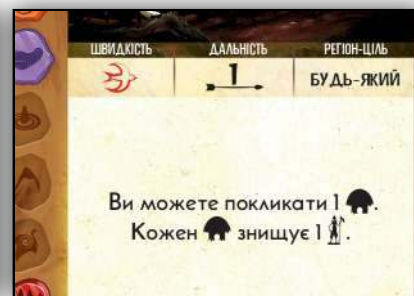 ШВИДКІСТЬ ДАЛЬНІСТЬ РЕГІОН-ЦІЛЬ
1 БУДЬ-ЯКИЙ
Ви можете покликати 1 .
Кожен знищує 1 .